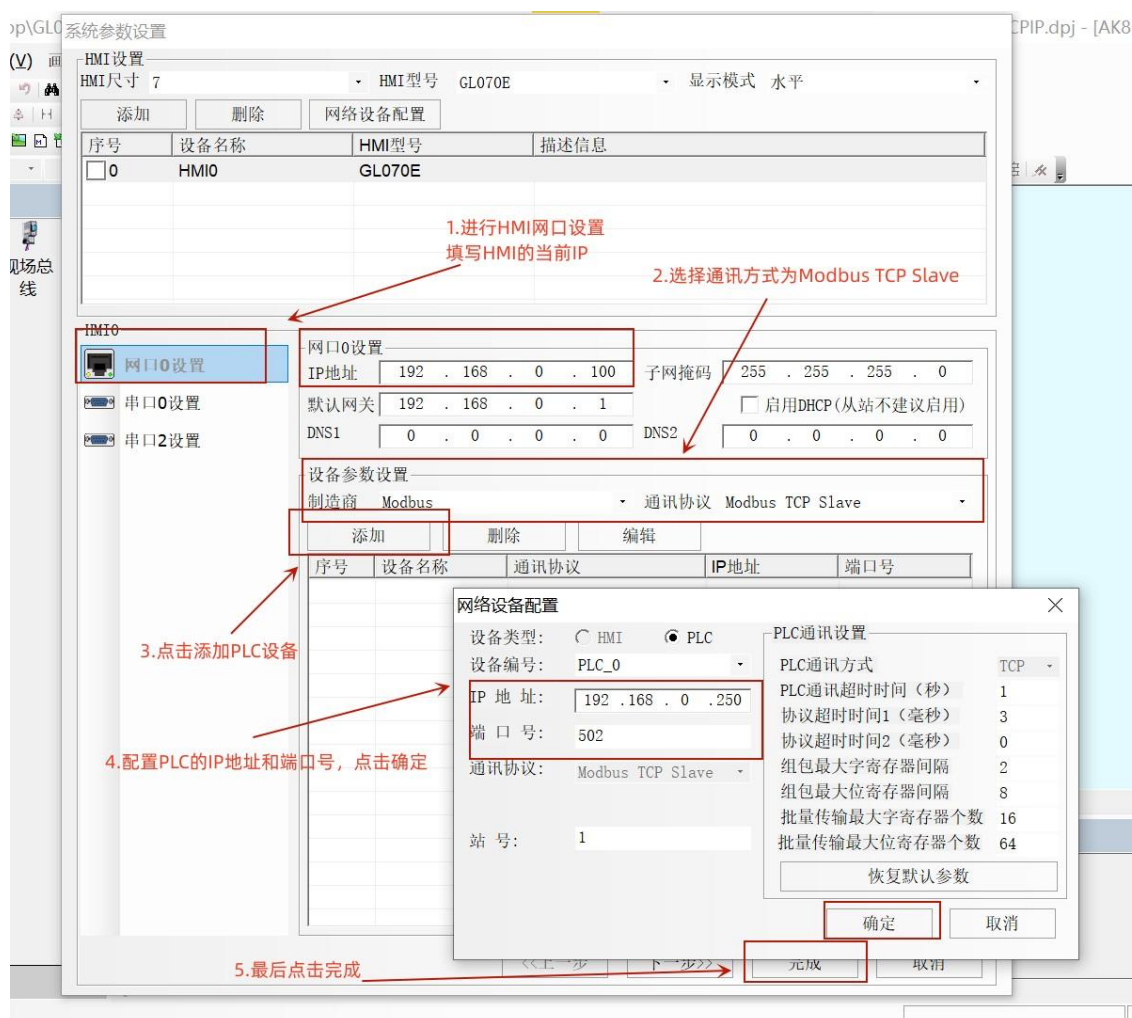 op\GL0
系统参数设置
CPIP.dpj - [AK8
(V)
HMI设置
HMI尺寸 7 HMI型号 GL070E 显示模式 水平
添加 删除 网络设备配置
序号 设备名称 HMI型号 描述信息
0 HMI0 GL070E
1.进行HMI网口设置
填写HMI的当前IP
现场总
线
2.选择通讯方式为Modbus TCP Slave
HMI0
网口0设置
串口0设置
串口2设置
网口0设置
IP地址 192 . 168 . 0 . 100 子网掩码 255 . 255 . 255 . 0
默认网关 192 . 168 . 0 . 1 启用DHCP(从站不建议启用)
DNS1 0 . 0 . 0 . 0 DNS2 0 . 0 . 0 . 0
设备参数设置
制造商 Modbus 通讯协议 Modbus TCP Slave
添加 删除 编辑
序号 设备名称 通讯协议 IP地址 端口号
3.点击添加PLC设备
4.配置PLC的IP地址和端口号，点击确定
网络设备配置
设备类型: HMI PLC
设备编号: PLC_0
IP 地 址: 192 .168 . 0 .250
端 口 号: 502
通讯协议: Modbus TCP Slave
站 号: 1
PLC通讯设置
PLC通讯方式 TCP
PLC通讯超时时间（秒） 1
协议超时时间1（毫秒） 3
协议超时时间2（毫秒） 0
组包最大字寄存器间隔 2
组包最大位寄存器间隔 8
批量传输最大字寄存器个数 16
批量传输最大位寄存器个数 64
恢复默认参数
确定 取消
5.最后点击完成
<<上一步 下一步>> 完成 取消